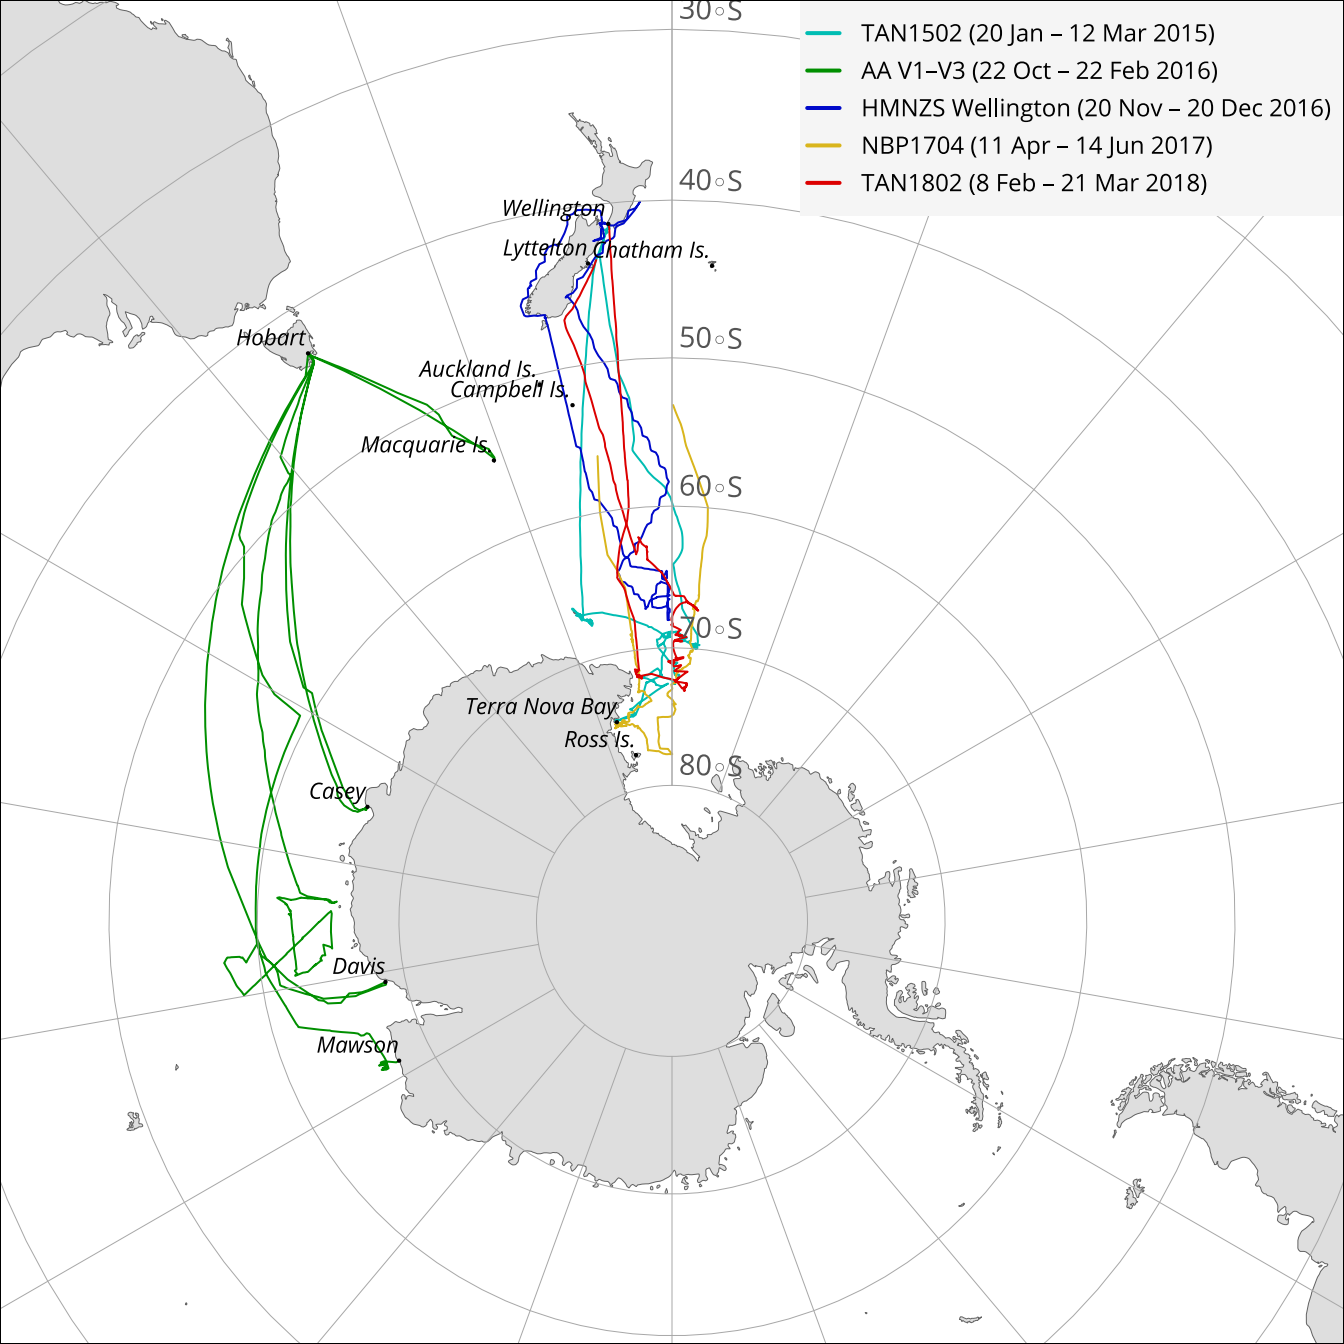 30°S
TAN1502 (20 Jan – 12 Mar 2015)
AA V1–V3 (22 Oct – 22 Feb 2016)
HMNZS Wellington (20 Nov – 20 Dec 2016)
NBP1704 (11 Apr – 14 Jun 2017)
TAN1802 (8 Feb – 21 Mar 2018)
40°S
Wellington
Lyttelton
Chatham Is.
Hobart
50°S
Auckland Is.
Campbell Is.
Macquarie Is.
60°S
70°S
Terra Nova Bay
Ross Is.
80°S
Casey
Davis
Mawson